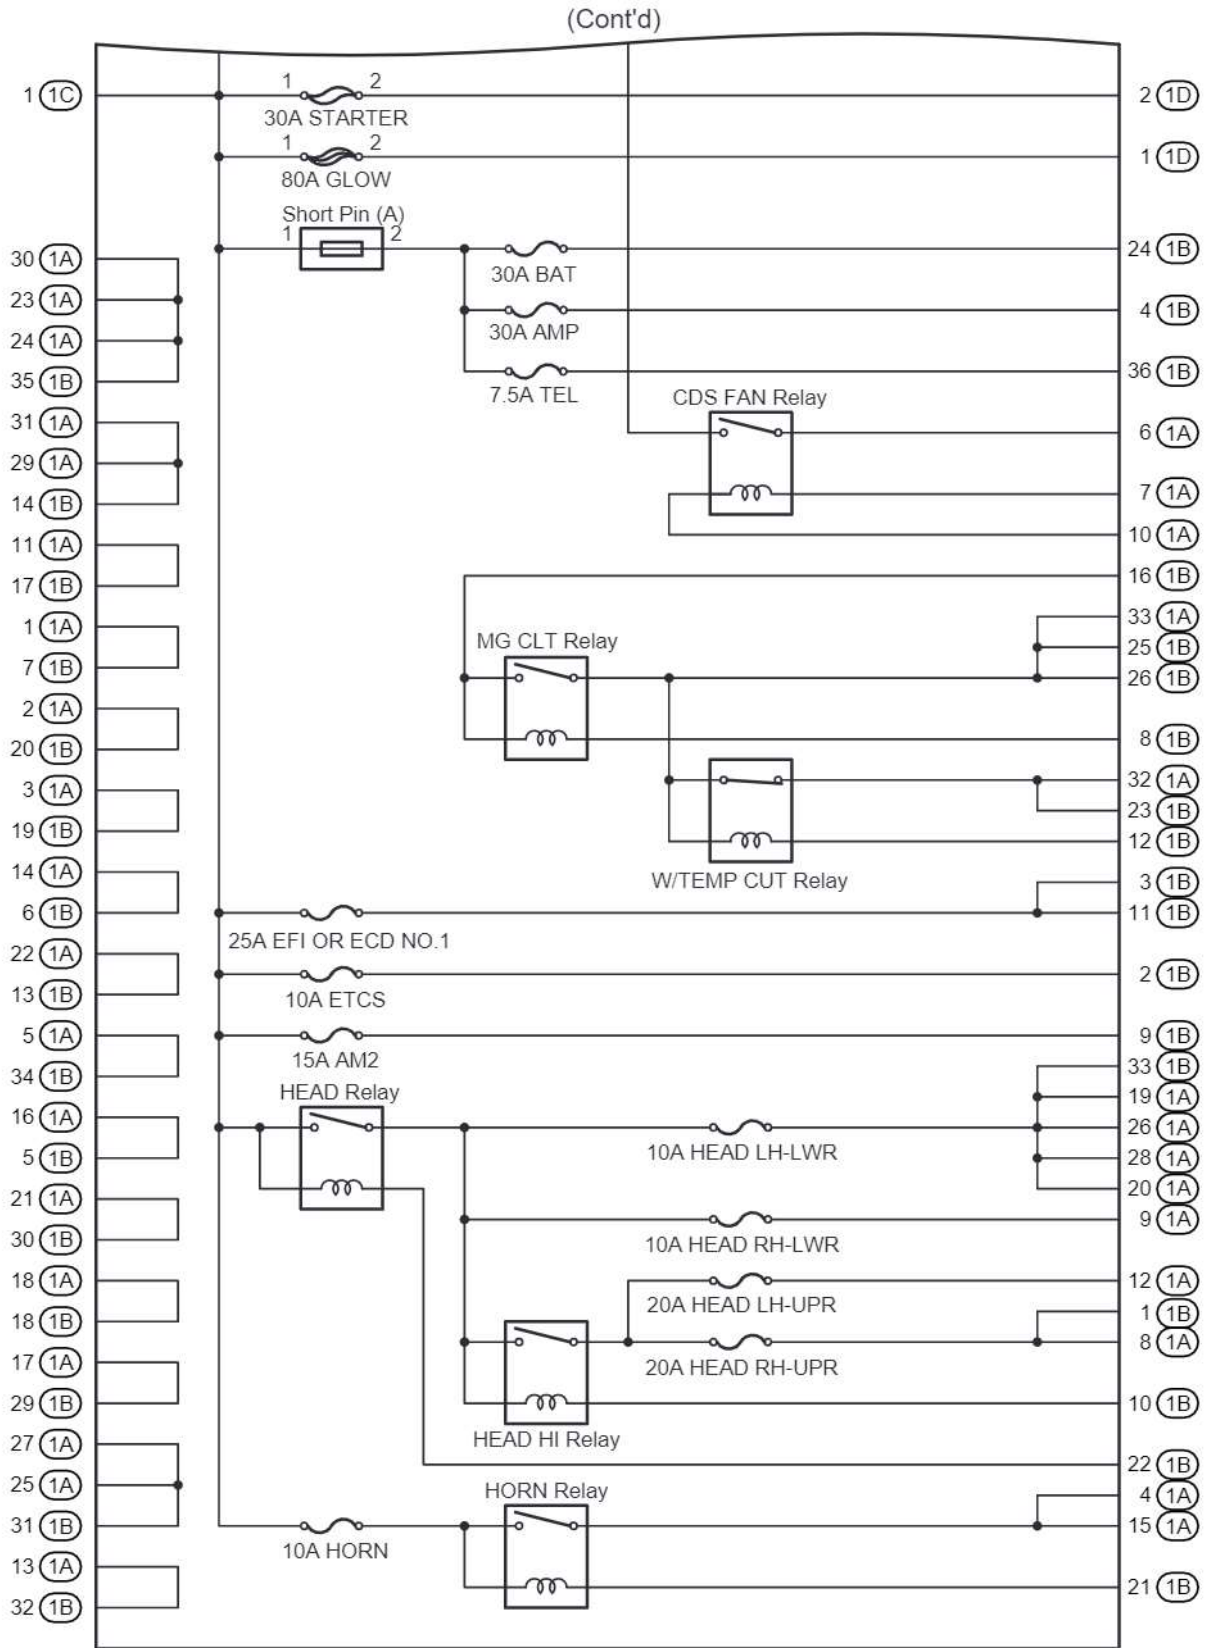 (Cont'd)
1 1C
1 2
30A STARTER
2 1D
1 2
80A GLOW
1 1D
Short Pin (A)
1 2
30A BAT
24 1B
30 1A
23 1A
30A AMP
4 1B
24 1A
35 1B
7.5A TEL
36 1B
CDS FAN Relay
31 1A
6 1A
29 1A
7 1A
14 1B
10 1A
11 1A
16 1B
17 1B
33 1A
1 1A
MG CLT Relay
25 1B
7 1B
26 1B
2 1A
8 1B
20 1B
32 1A
3 1A
23 1B
19 1B
12 1B
14 1A
W/TEMP CUT Relay
3 1B
6 1B
11 1B
25A EFI OR ECD NO.1
22 1A
2 1B
13 1B
10A ETCS
5 1A
9 1B
15A AM2
33 1B
34 1B
HEAD Relay
19 1A
16 1A
26 1A
10A HEAD LH-LWR
5 1B
28 1A
21 1A
20 1A
9 1A
30 1B
10A HEAD RH-LWR
18 1A
12 1A
20A HEAD LH-UPR
1 1B
18 1B
8 1A
17 1A
20A HEAD RH-UPR
29 1B
10 1B
HEAD HI Relay
27 1A
22 1B
25 1A
HORN Relay
4 1A
31 1B
15 1A
10A HORN
13 1A
21 1B
32 1B